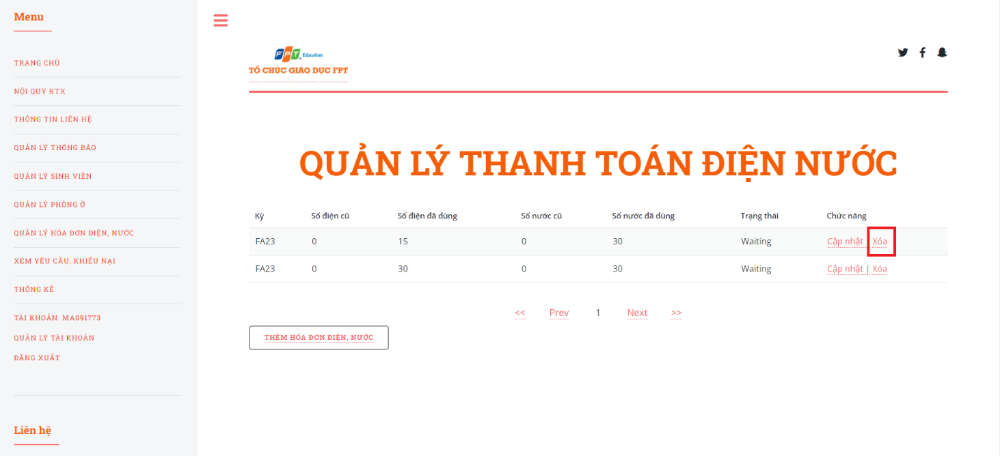 Menu
TRANG CHỦ
NỘI QUY KTX
THÔNG TIN LIÊN HỆ
QUẢN LÝ THÔNG BÁO
QUẢN LÝ SINH VIÊN
QUẢN LÝ PHÒNG Ở
QUẢN LÝ HÓA ĐƠN ĐIỆN, NƯỚC
XEM YÊU CẦU, KHIẾU NẠI
THỐNG KÊ
TÀI KHOẢN: MA091773
QUẢN LÝ TÀI KHOẢN
ĐĂNG XUẤT
Liên hệ
FPT Education
TỔ CHỨC GIÁO DỤC FPT
QUẢN LÝ THANH TOÁN ĐIỆN NƯỚC
Kỳ Số điện cũ Số điện đã dùng Số nước cũ Số nước đã dùng Trạng thái Chức năng
FA23 0 15 0 30 Waiting Cập nhật | Xóa
FA23 0 30 0 30 Waiting Cập nhật | Xóa
<< Prev 1 Next >>
THÊM HÓA ĐƠN ĐIỆN, NƯỚC